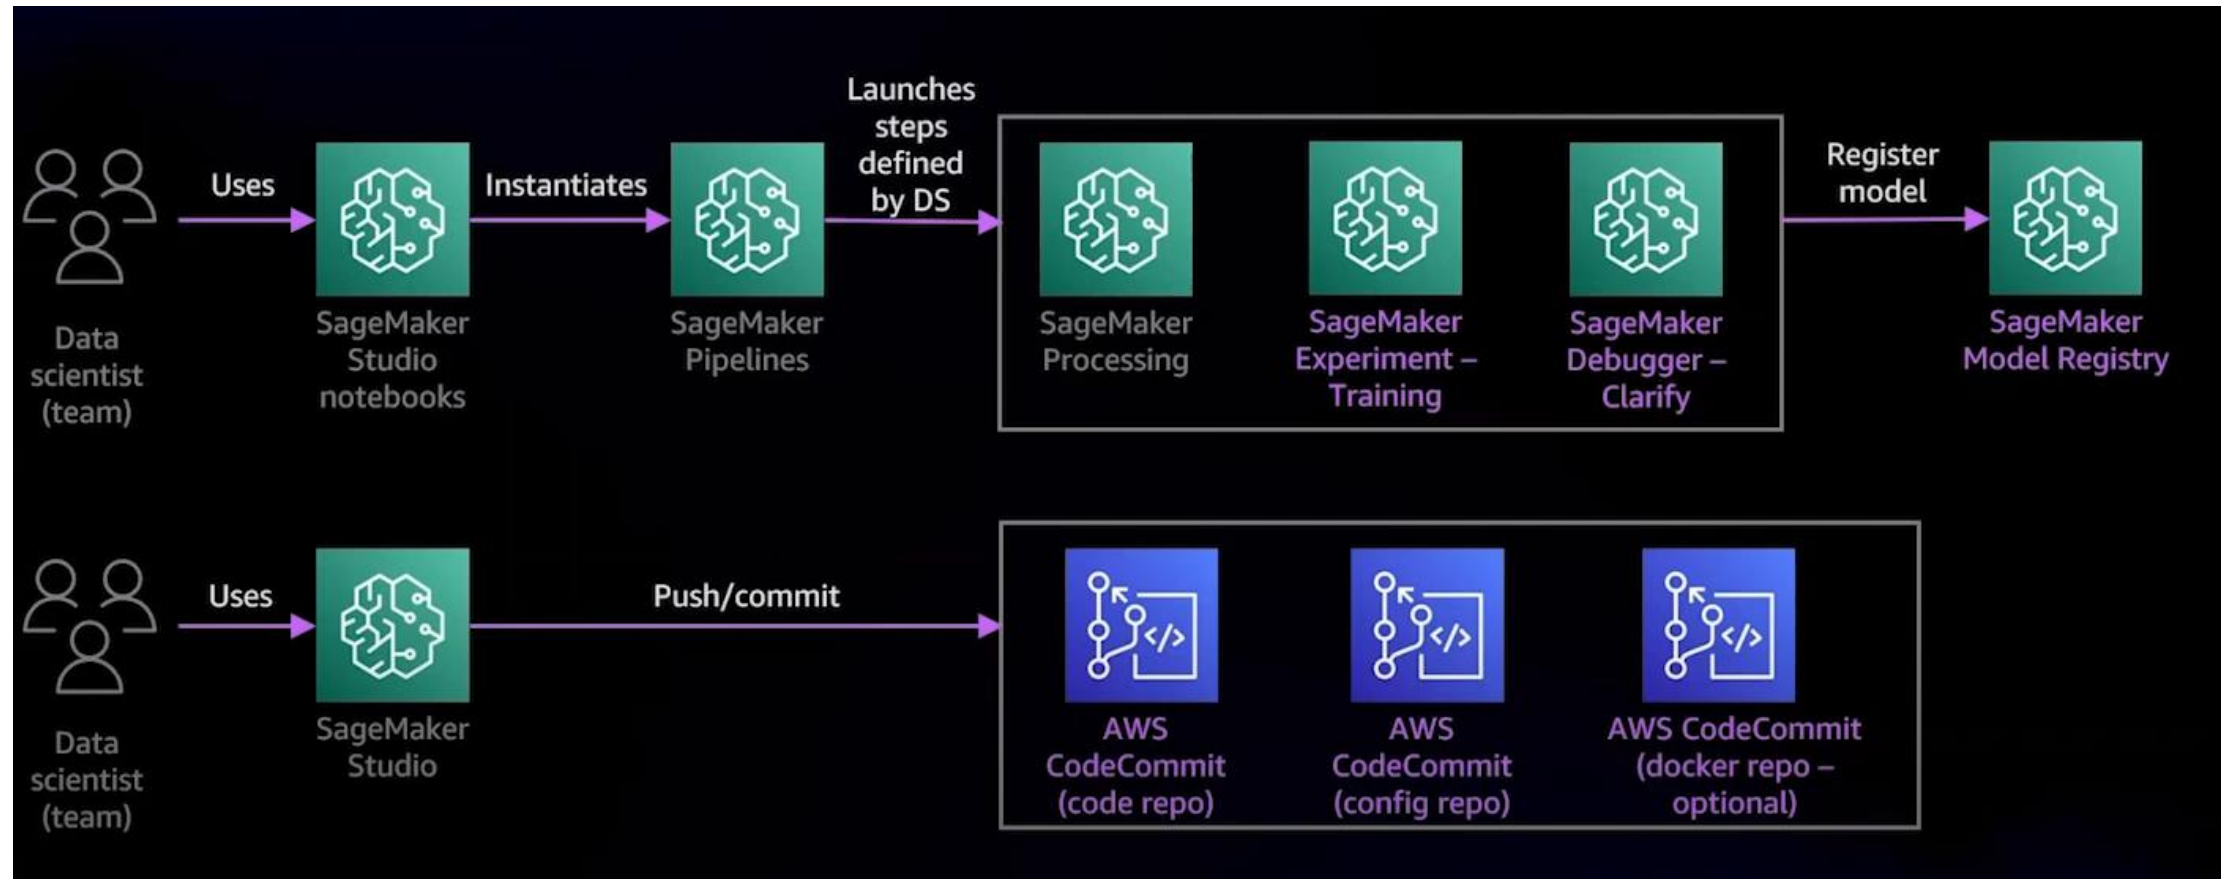 Launches
steps
defined
by DS
Uses
Instantiates
Register
model
Data
scientist
(team)
SageMaker
Studio
notebooks
SageMaker
Pipelines
SageMaker
Processing
SageMaker
Experiment –
Training
SageMaker
Debugger –
Clarify
SageMaker
Model Registry
Uses
Push/commit
Data
scientist
(team)
SageMaker
Studio
</>
AWS
CodeCommit
(code repo)
</>
AWS
CodeCommit
(config repo)
</>
AWS CodeCommit
(docker repo –
optional)